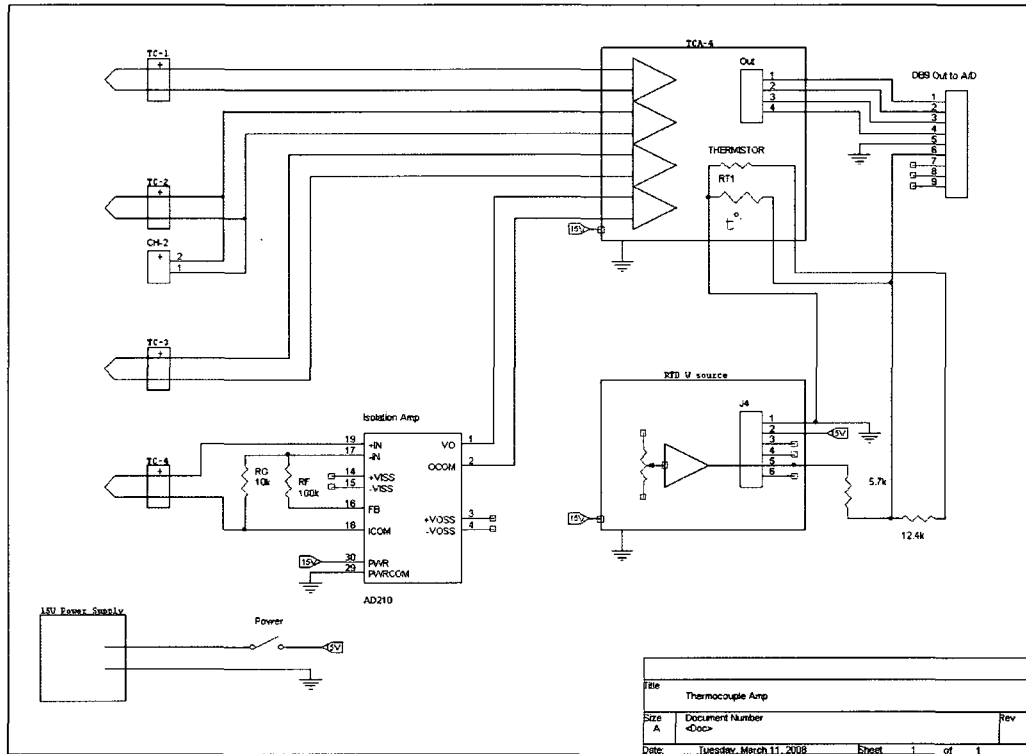 TC-1
+
TCA-4
Out
1
2
3
4
DB9 Out to A/D
1
2
3
4
5
6
7
8
9
THERMISTOR
RT1
t°
15V
TC-2
+
CH-2
+
2
1
TC-3
+
RTD W source
J4
1
2
3
4
5
6
15V
15V
5.7k
12.4k
Isolation Amp
19
+IN
17
-IN
14
+VISS
15
-VISS
16
FB
18
ICOM
30
PWR
29
PWRCOM
VO
1
OCOM
2
+VOSS
3
-VOSS
4
AD210
TC-4
+
RG
10k
RF
100k
15V
15V Power Supply
Power
15V
Title
Thermocouple Amp
Size
A
Document Number
<Doc>
Rev
Date:
Tuesday, March 11, 2008
Sheet
1
of
1